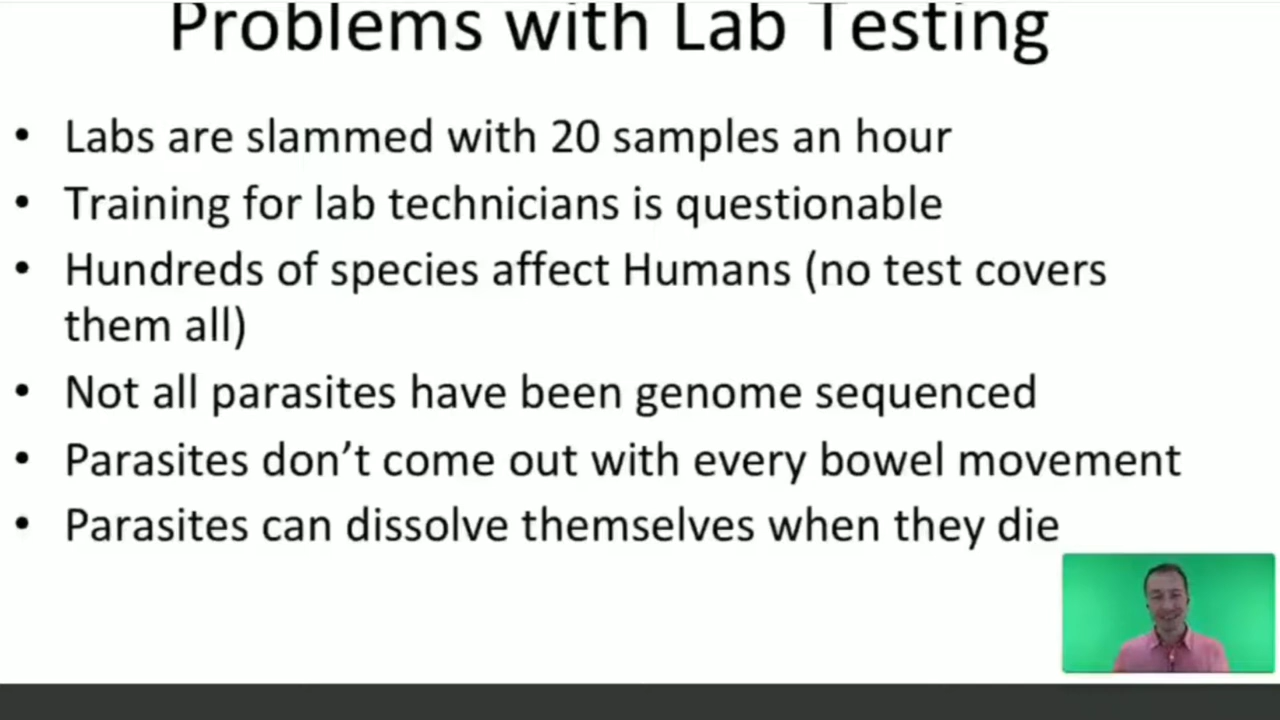 Problems with Lab Testing
• Labs are slammed with 20 samples an hour
• Training for lab technicians is questionable
• Hundreds of species affect Humans (no test covers
them all)
• Not all parasites have been genome sequenced
• Parasites don’t come out with every bowel movement
• Parasites can dissolve themselves when they die